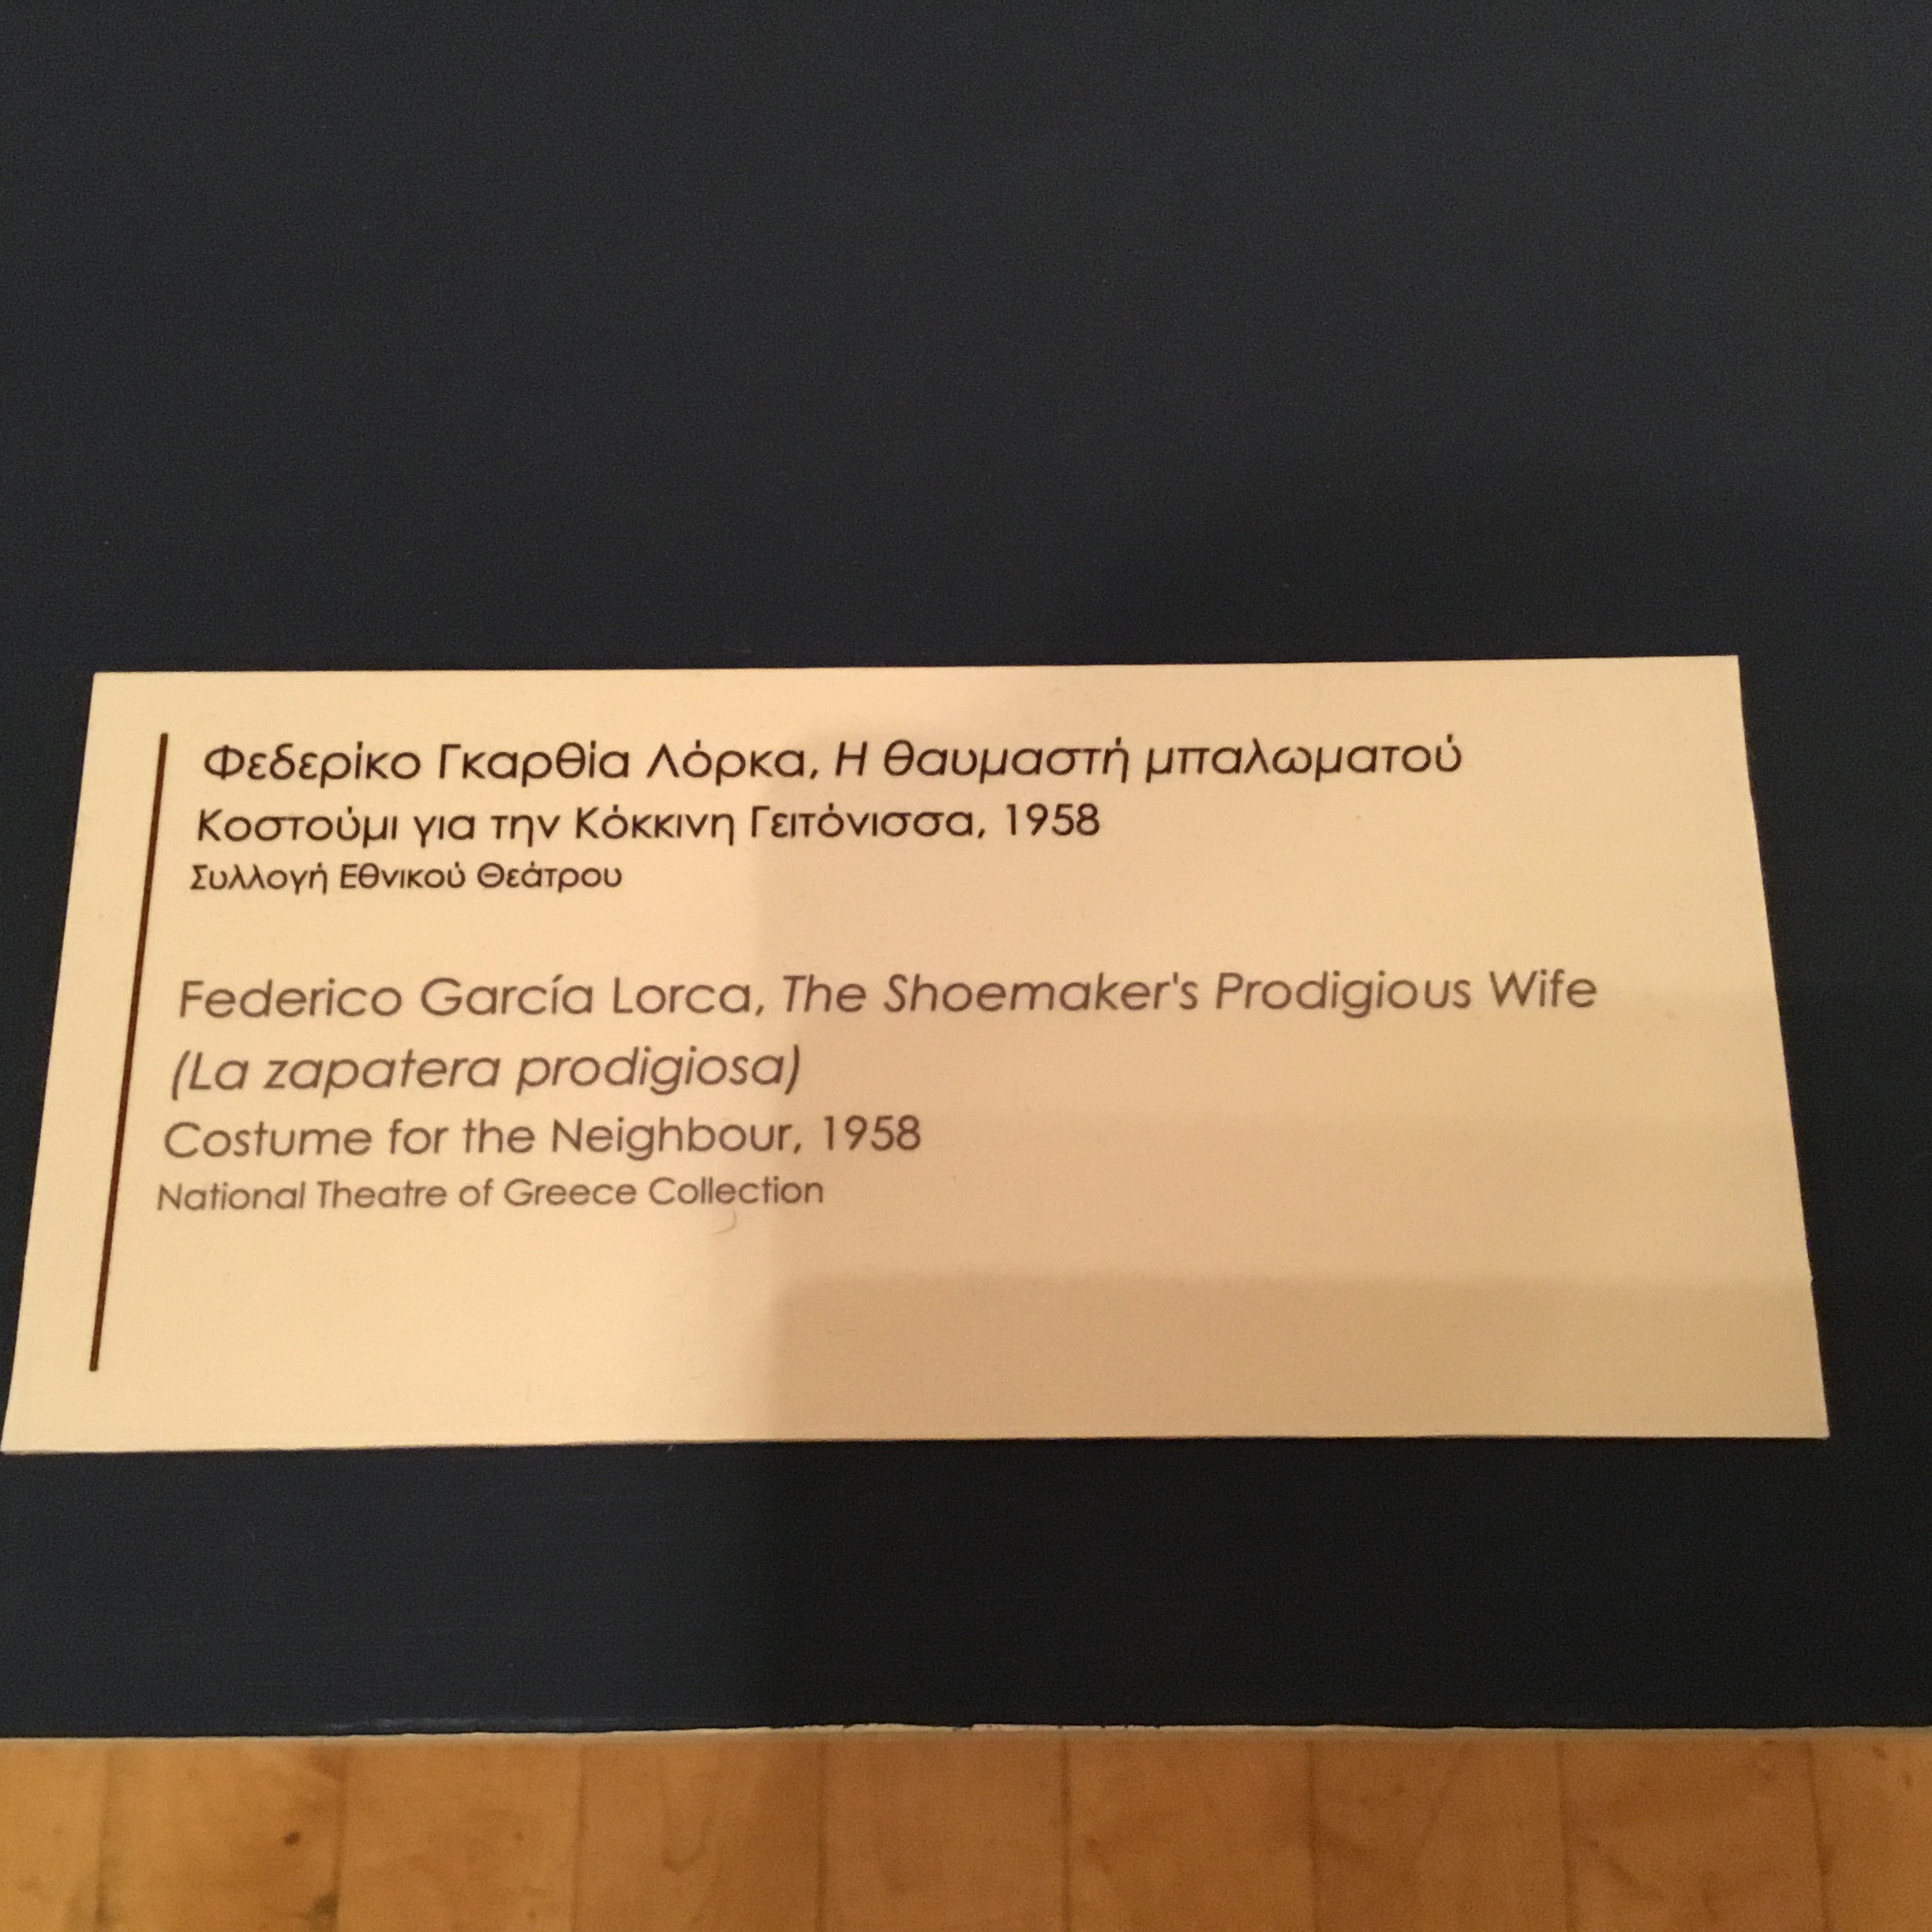 Φεδερίκο Γκαρθία Λόρκα, Η θαυμαστή μπαλωματού
Κοστούμι για την Κόκκινη Γειτόνισσα, 1958
Συλλογή Εθνικού Θεάτρου
Federico García Lorca, The Shoemaker's Prodigious Wife
(La zapatera prodigiosa)
Costume for the Neighbour, 1958
National Theatre of Greece Collection